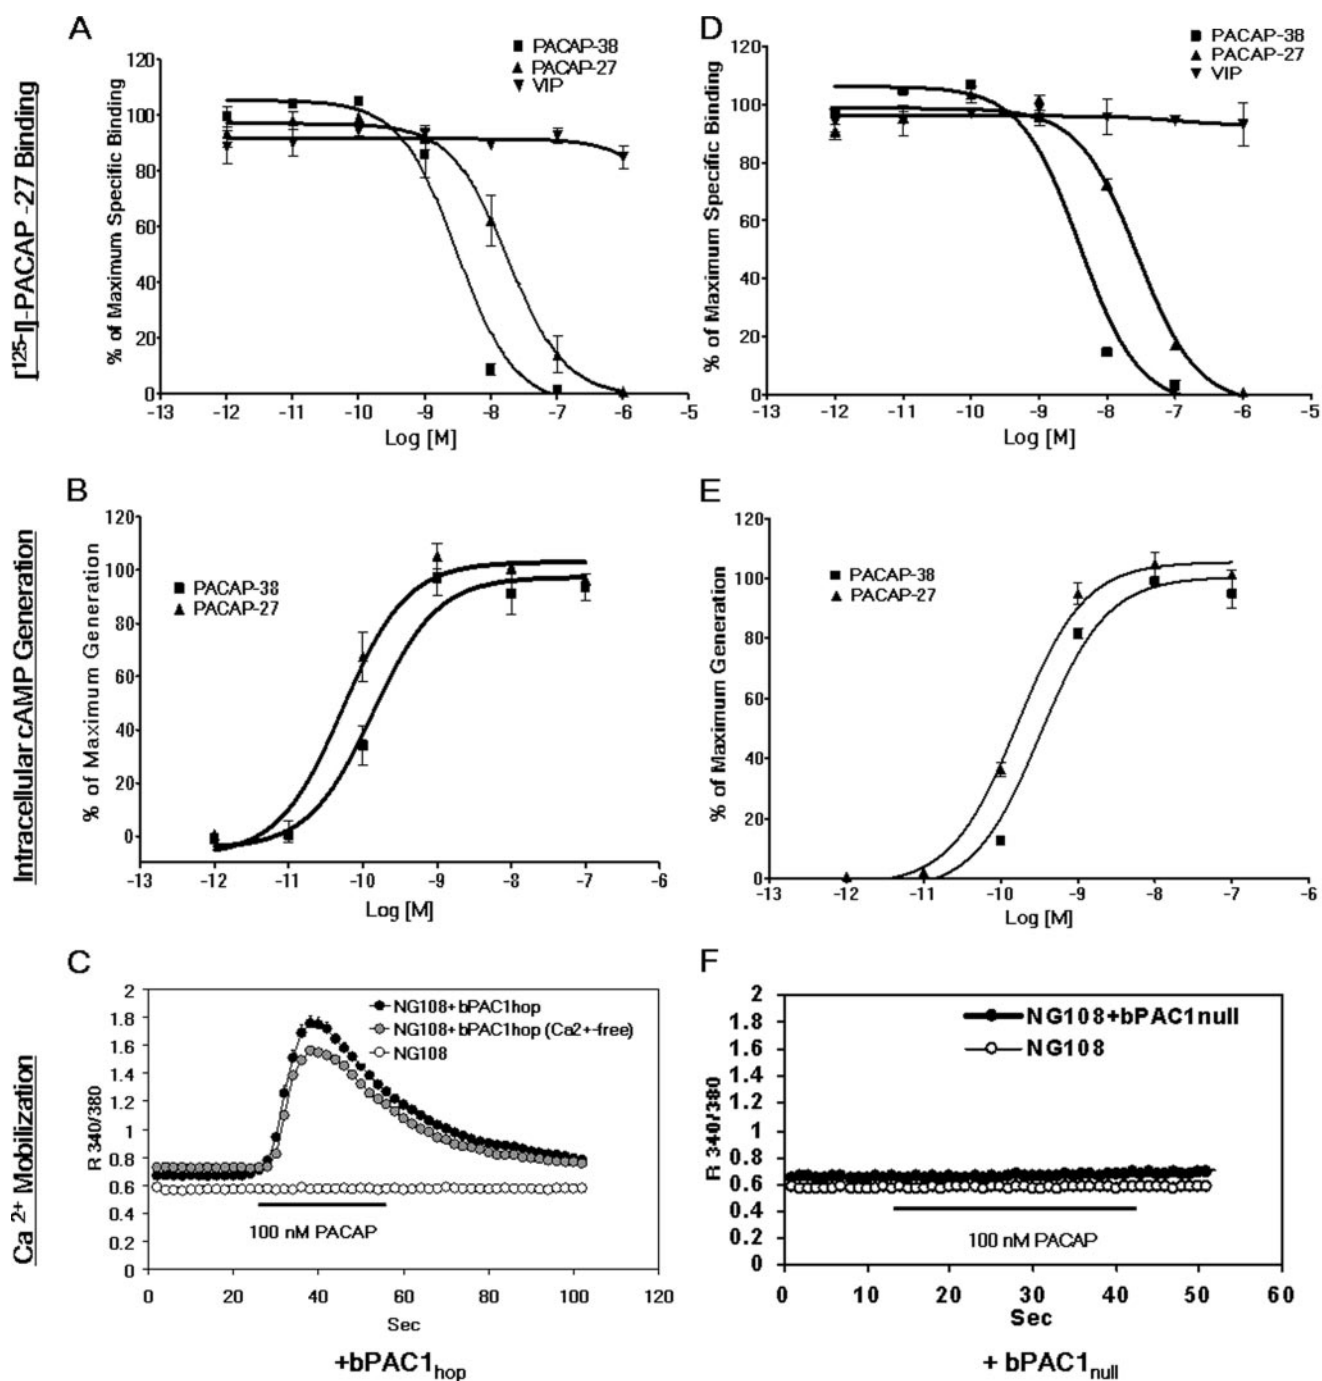 A
PACAP-38
PACAP-27
VIP
[125-I]-PACAP -27 Binding
% of Maximum Specific Binding
120
100
80
60
40
20
0
-13 -12 -11 -10 -9 -8 -7 -6 -5
Log [M]
D
PACAP-38
PACAP-27
VIP
% of Maximum Specific Binding
120
100
80
60
40
20
0
-13 -12 -11 -10 -9 -8 -7 -6 -5
Log [M]
B
PACAP-38
PACAP-27
Intracellular cAMP Generation
% of Maximum Generation
120
100
80
60
40
20
0
-13 -12 -11 -10 -9 -8 -7 -6
Log [M]
E
PACAP-38
PACAP-27
% of Maximum Generation
120
100
80
60
40
20
0
-13 -12 -11 -10 -9 -8 -7 -6
Log [M]
C
NG108+bPAC1hop
NG108+bPAC1hop (Ca2+-free)
NG108
Ca 2+ Mobilization
R 340/380
2
1.8
1.6
1.4
1.2
1
0.8
0.6
0.4
0.2
0
100 nM PACAP
0 20 40 60 80 100 120
Sec
+bPAC1hop
F
NG108+bPAC1null
NG108
R 340/380
2
1.8
1.6
1.4
1.2
1
0.8
0.6
0.4
0.2
0
100 nM PACAP
0 10 20 30 40 50 60
Sec
+ bPAC1null